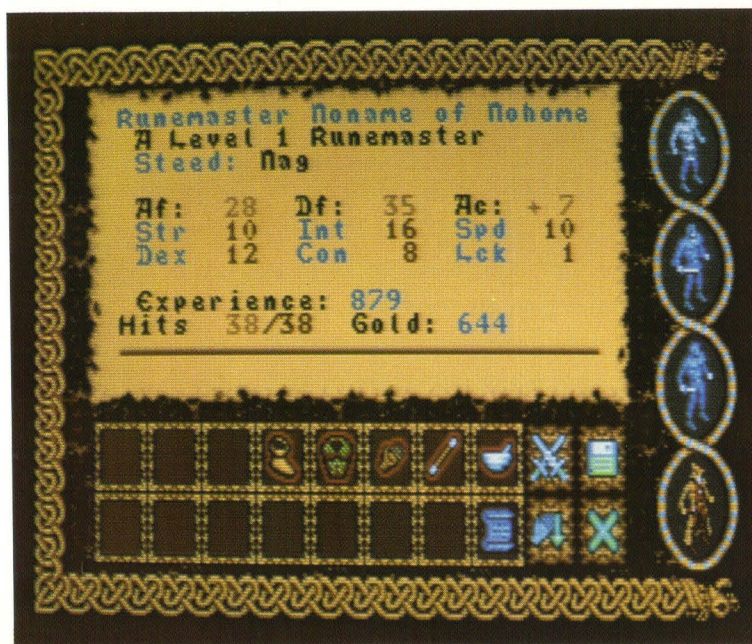 Runemaster Noname of Nohome
A Level 1 Runemaster
Steed: Nag
Af: 28 Df: 35 Ac: + 7
Str 10 Int 16 Spd 10
Dex 12 Con 8 Lck 1
Experience: 879
Hits 38/38 Gold: 644